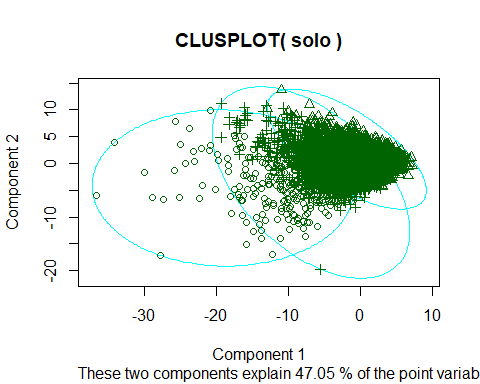 CLUSPLOT( solo )
10
5
0
-10
-20
Component 2
-30
-20
-10
0
10
Component 1
These two components explain 47.05 % of the point variab